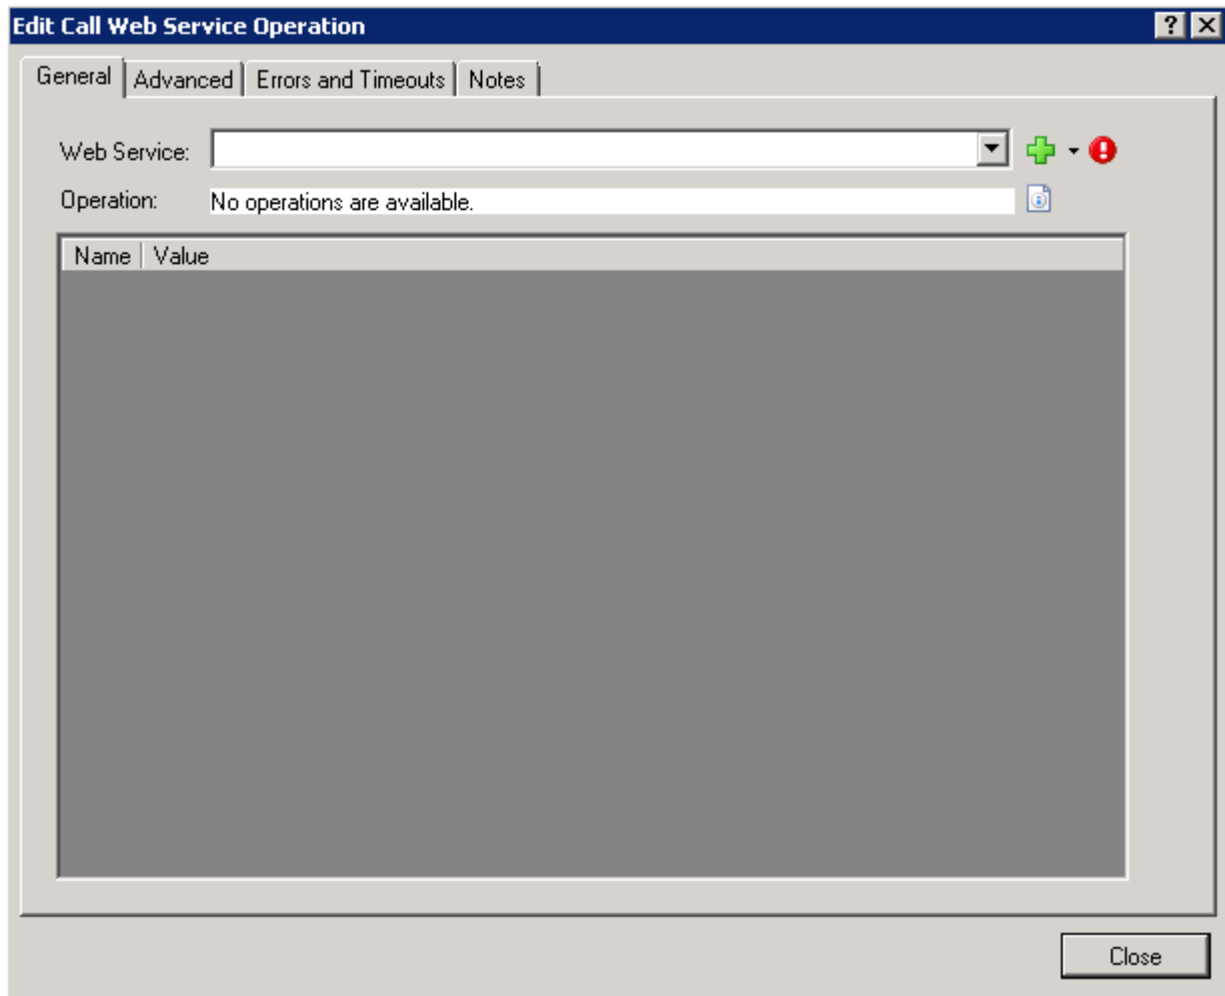 Edit Call Web Service Operation
General Advanced Errors and Timeouts Notes
Web Service:
Operation: No operations are available.
Name Value
Close